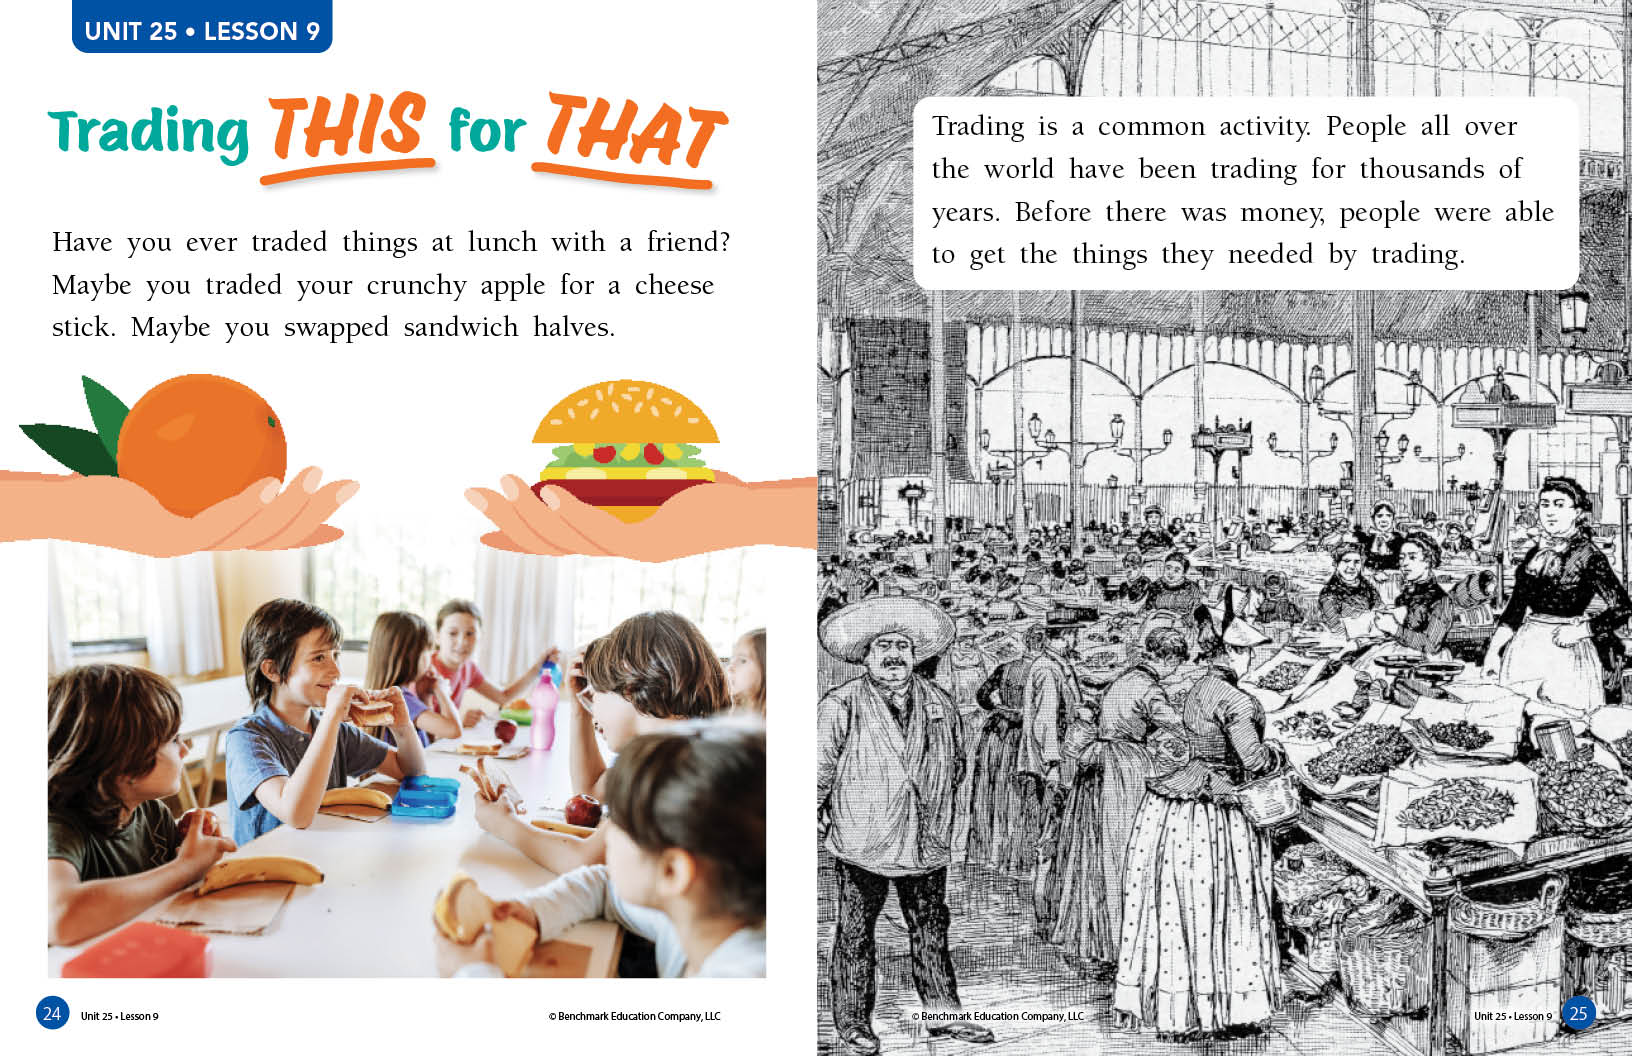 UNIT 25 • LESSON 9
Trading THIS for THAT
Have you ever traded things at lunch with a friend?
Maybe you traded your crunchy apple for a cheese
stick. Maybe you swapped sandwich halves.
24 Unit 25 • Lesson 9
© Benchmark Education Company, LLC
Trading is a common activity. People all over
the world have been trading for thousands of
years. Before there was money, people were able
to get the things they needed by trading.
© Benchmark Education Company, LLC
Unit 25 • Lesson 9 25